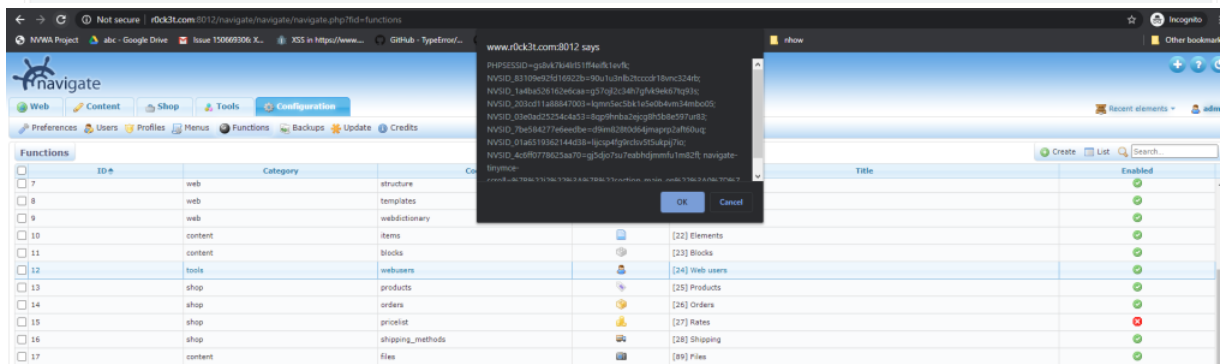 Not secure | r0ck3t.com:8012/navigate/navigate/navigate.php?fid=functions
Incognito
NVWA Project abc - Google Drive Issue 150669306: X... XSS in https://www.... GitHub - TypeError/... nhow Other bookmark
www.r0ck3t.com:8012 says
NVSID_83109e92fd16922b=90u1u3nlb2tcccdr18vnc324rb;
NVSID_1a4ba526162e6caa=g57ojl2c34h7gfvk9ek67tq93s;
NVSID_203cd11a88847003=kqmn3ec5bk1e5e0b4vm34mbo05;
NVSID_03e0ad25254c4a53=8qp9hnba2ejcg8h5b8e597ur83;
NVSID_7be584277e6eedbe=d9im828t0d64jmaprp2aft60uq;
NVSID_01a6519362144d38=lijcsp4fg9rclsv5t5ukpij7io;
NVSID_4c6ff0778625aa70=gj5djo7su7eabhdjmmfu1m82fl; navigate-
tinymce-
OK Cancel
navigate
Web Content Shop Tools Configuration
Recent elements admi
Preferences Users Profiles Menus Functions Backups Update Credits
Functions Create List Search...
ID Category Co Title Enabled
7 web structure
8 web templates
9 web webdictionary
10 content items [22] Elements
11 content blocks [23] Blocks
12 tools webusers [24] Web users
13 shop products [25] Products
14 shop orders [26] Orders
15 shop pricelist [27] Rates
16 shop shipping_methods [28] Shipping
17 content files [89] Files